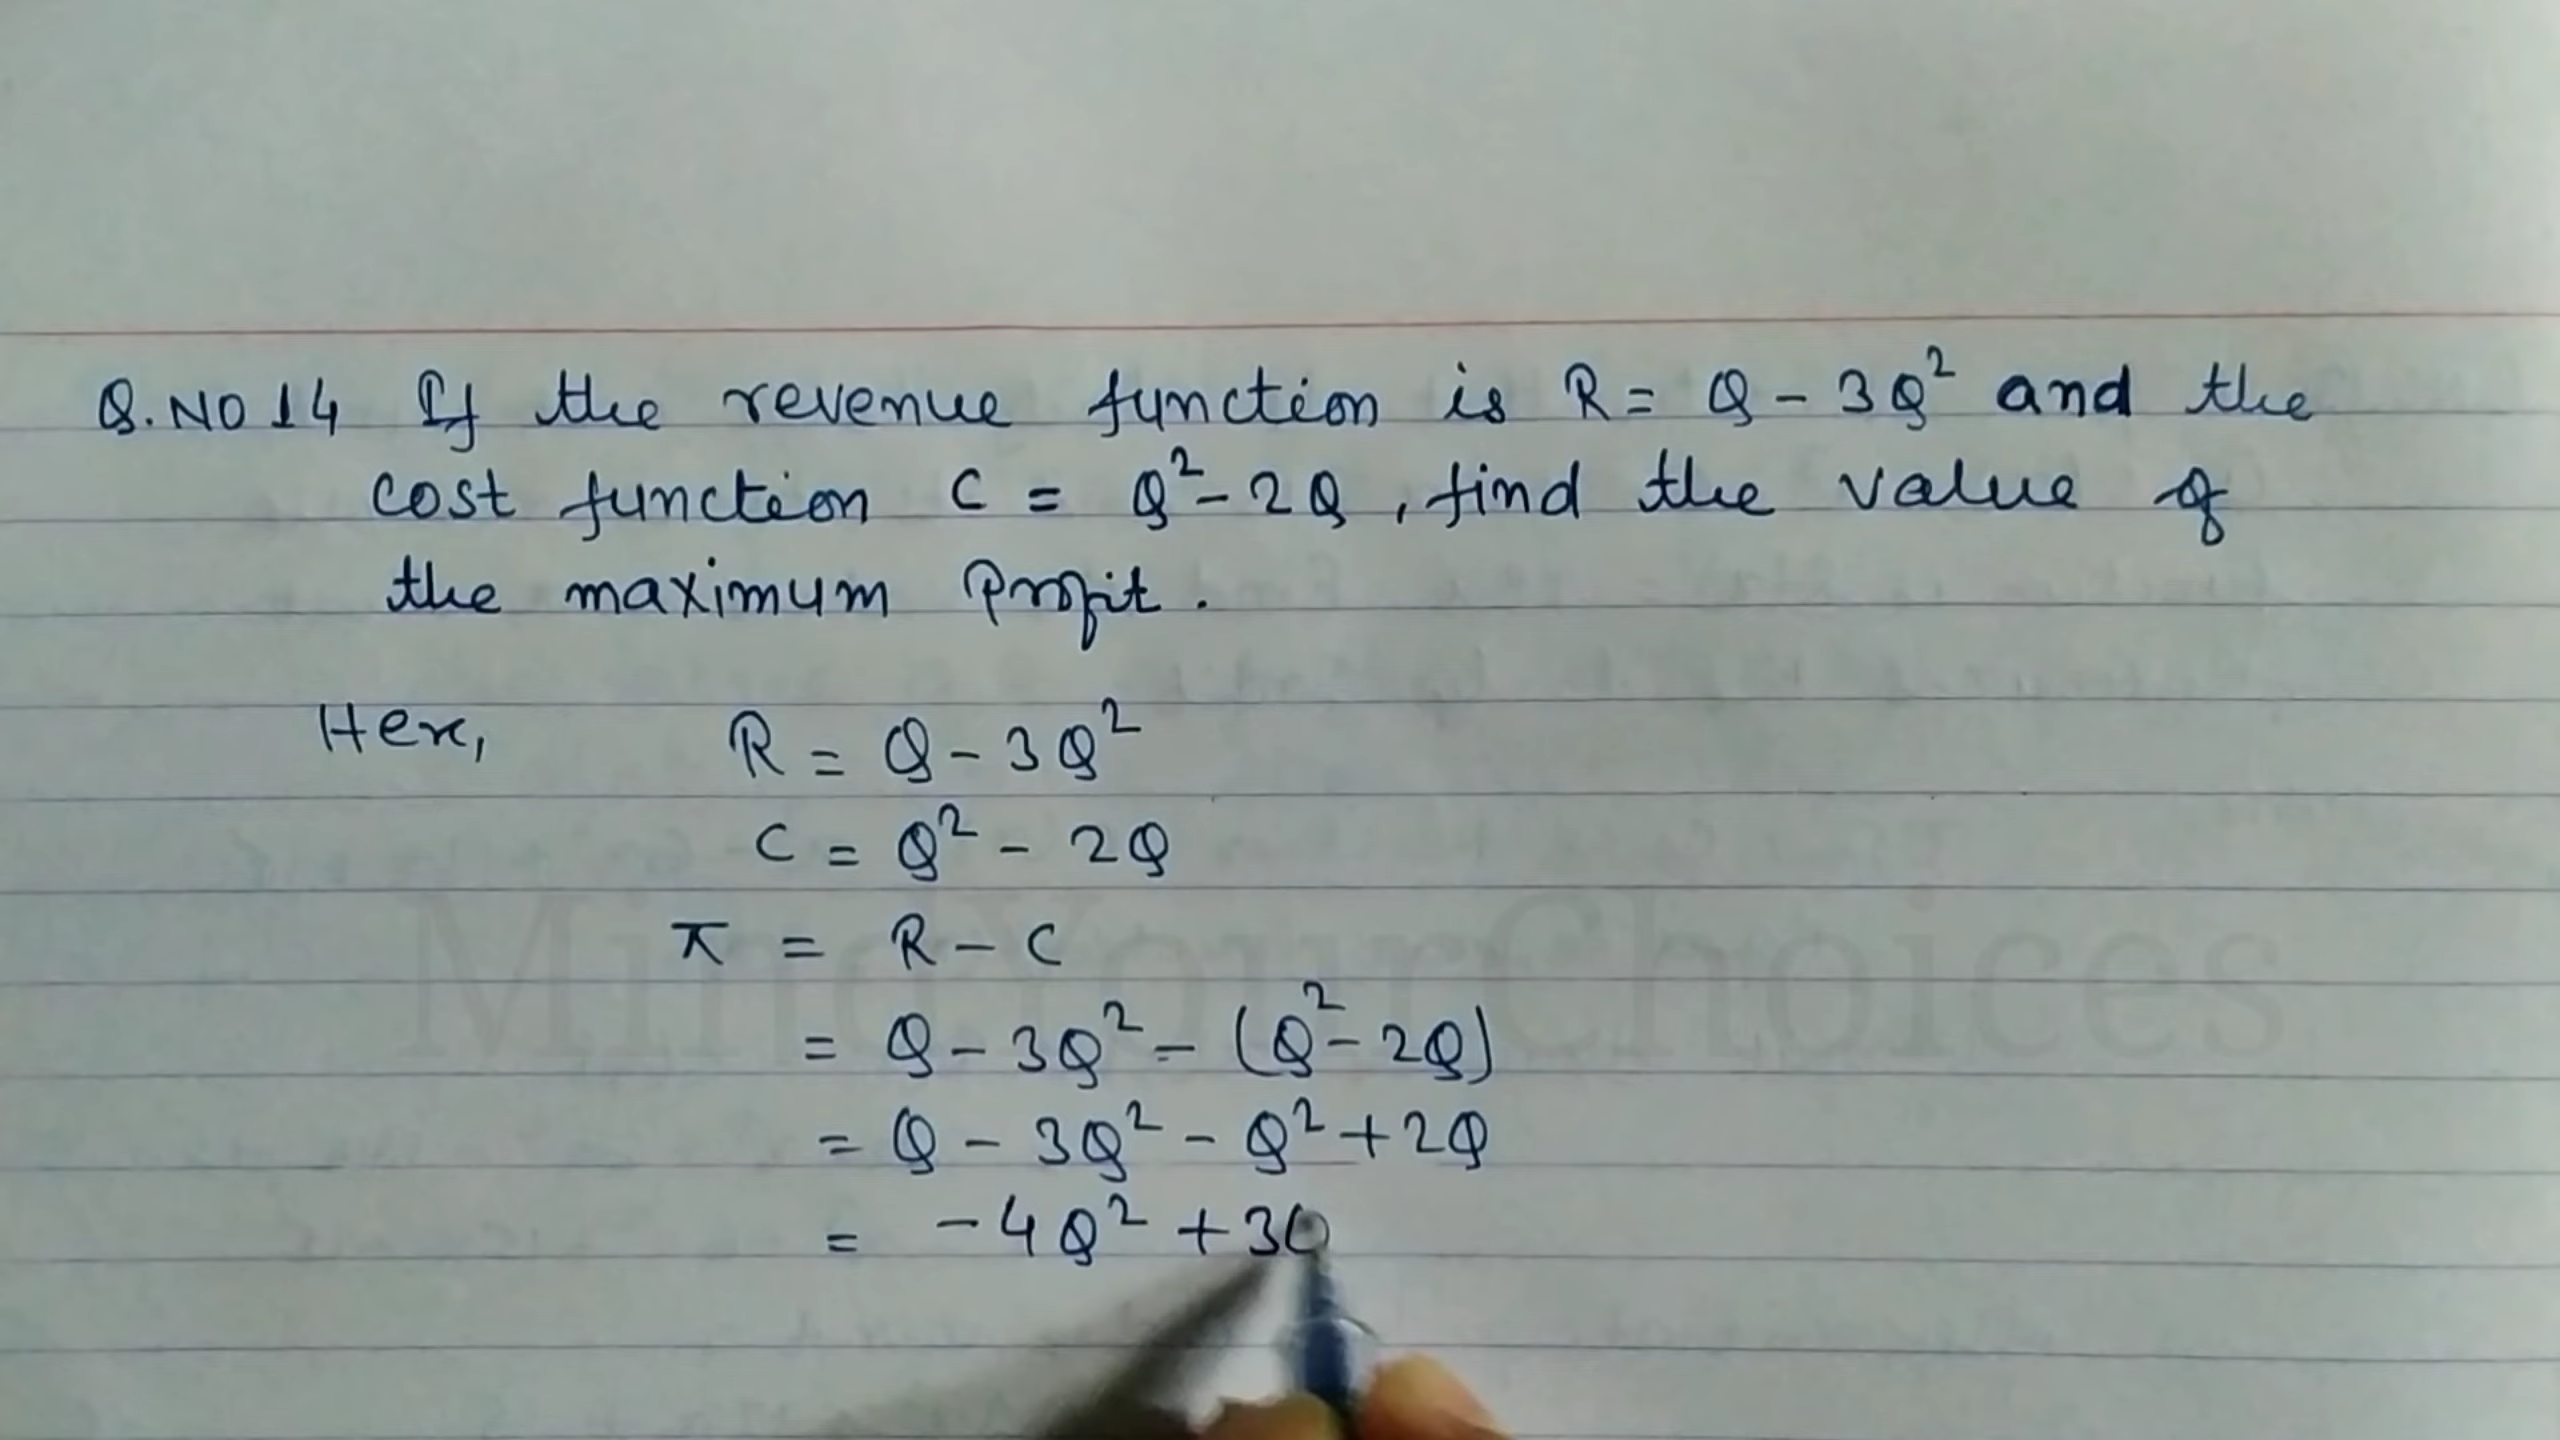 Q. NO 14 If the revenue function is R = Q - 3Q² and the
cost function C = Q² - 2Q , find the value of
the maximum Profit .
Here, R = Q - 3Q²
C = Q² - 2Q
π = R - C
= Q - 3Q² - (Q² - 2Q)
= Q - 3Q² - Q² + 2Q
= - 4Q² + 3Q
MindYourChoices